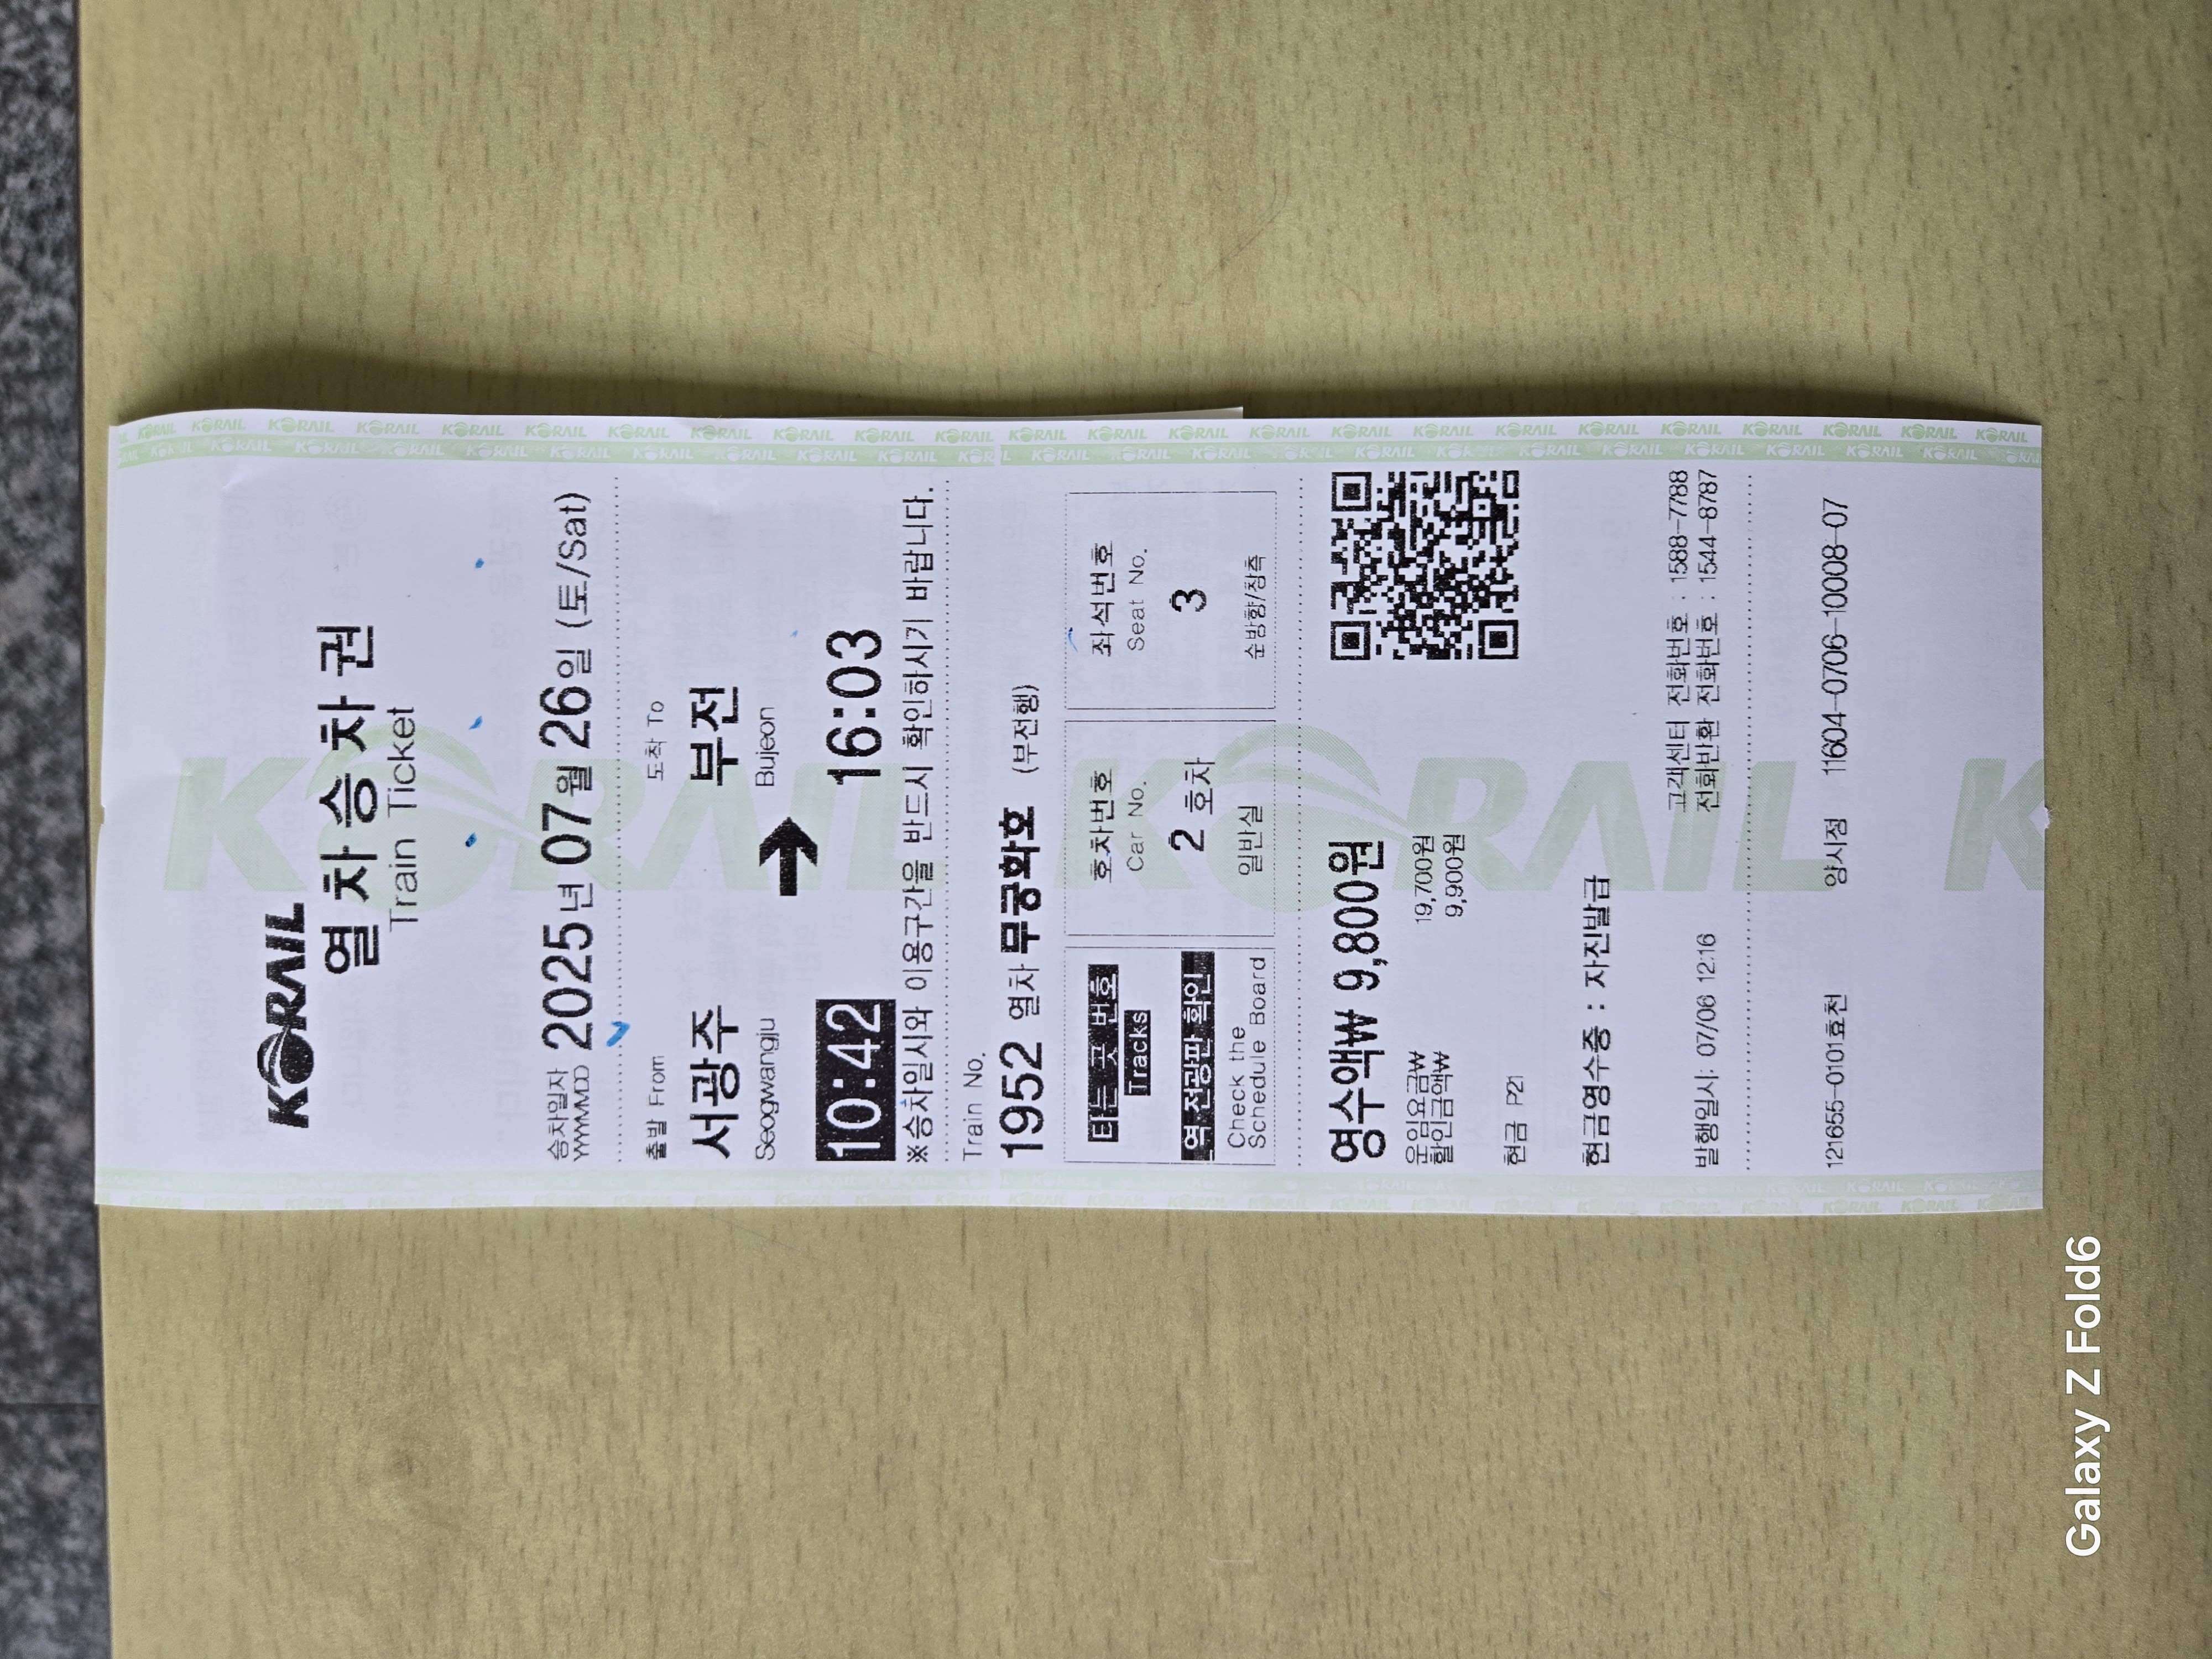 KORAIL
열 차 승 차 권
Train Ticket
승차일자 2025년 07월 26일 (토/Sat)
YYYYMMDD
출발 From 도착 To
서광주 부전
Seogwangju Bujeon
10:42 16:03
※승차일시와 이용구간을 반드시 확인하시기 바랍니다.
Train No.
1952 열차 무궁화호 (부전행)
타는 곳 번호 호차번호 좌석번호
Tracks Car No. Seat No.
역 전광판 확인 2 호차 3
Check the
Schedule Board 일반실 순방향/창측
영수액₩ 9,800원
운임요금₩ 19,700원
할인금액₩ 9,900원
현금 P21
현금영수증 : 자진발급
고객센터 전화번호 : 1588-7788
발행일시: 07/06 12:16 전화반환 전화번호 : 1544-8787
121655-0101효천 양시정 11604-0706-10008-07
Galaxy Z Fold6